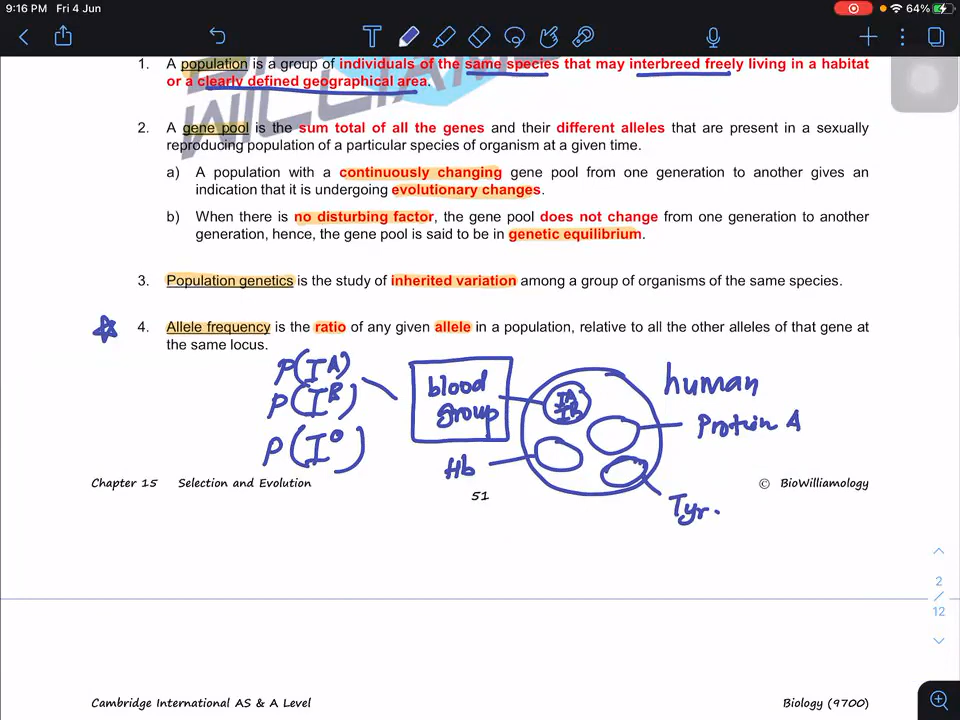 9:16 PM Fri 4 Jun
64%
1. A population is a group of individuals of the same species that may interbreed freely living in a habitat
or a clearly defined geographical area.
WILLIAM
2. A gene pool is the sum total of all the genes and their different alleles that are present in a sexually
reproducing population of a particular species of organism at a given time.
a) A population with a continuously changing gene pool from one generation to another gives an
indication that it is undergoing evolutionary changes.
b) When there is no disturbing factor, the gene pool does not change from one generation to another
generation, hence, the gene pool is said to be in genetic equilibrium.
3. Population genetics is the study of inherited variation among a group of organisms of the same species.
4. Allele frequency is the ratio of any given allele in a population, relative to all the other alleles of that gene at
the same locus.
P(IA)
P(IB)
P(IO)
blood
group
IA
IB
human
Protein A
Hb
Tyr.
Chapter 15 Selection and Evolution
51
© BioWilliamology
2
/
12
Cambridge International AS & A Level
Biology (9700)